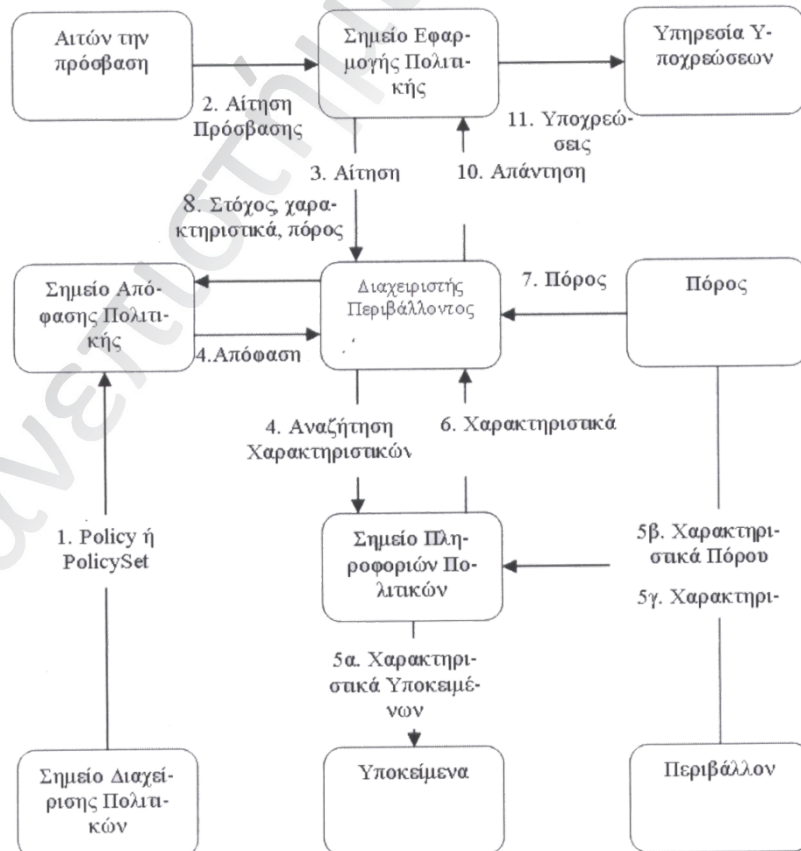 Αιτών την
πρόσβαση
Σημείο Εφαρ-
μογής Πολιτι-
κής
Υπηρεσία Υ-
ποχρεώσεων
2. Αίτηση
Πρόσβασης
11. Υποχρεώ-
σεις
3. Αίτηση
10. Απάντηση
8. Στόχος, χαρα-
κτηριστικά, πόρος
Σημείο Από-
φασης Πολιτι-
κής
Διαχειριστής
Περιβάλλοντος
7. Πόρος
Πόρος
4.Απόφαση
4. Αναζήτηση
Χαρακτηριστικών
6. Χαρακτηριστικά
1. Policy ή
PolicySet
Σημείο Πλη-
ροφοριών Πο-
λιτικών
5β. Χαρακτηρι-
στικά Πόρου
5γ. Χαρακτηρι-
5α. Χαρακτηρι-
στικά Υποκειμέ-
νων
Σημείο Διαχεί-
ρισης Πολιτι-
κών
Υποκείμενα
Περιβάλλον